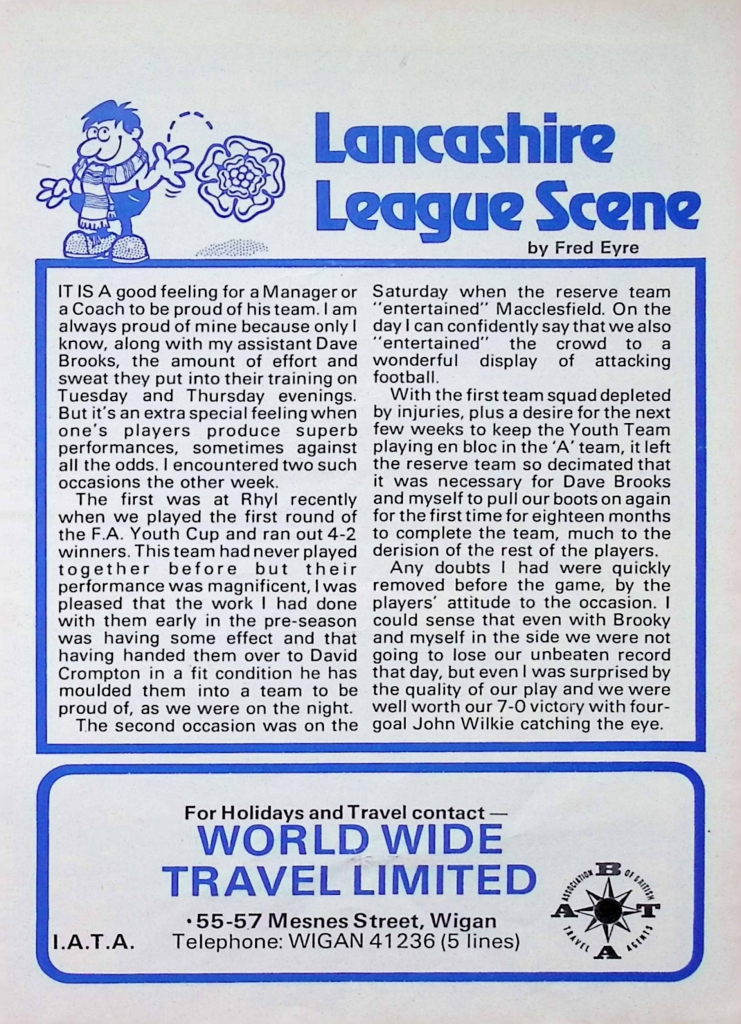 Lancashire
League Scene
by Fred Eyre
IT IS A good feeling for a Manager or
a Coach to be proud of his team. I am
always proud of mine because only I
know, along with my assistant Dave
Brooks, the amount of effort and
sweat they put into their training on
Tuesday and Thursday evenings.
But it's an extra special feeling when
one's players produce superb
performances, sometimes against
all the odds. I encountered two such
occasions the other week.
The first was at Rhyl recently
when we played the first round of
the F.A. Youth Cup and ran out 4-2
winners. This team had never played
together before but their
performance was magnificent, I was
pleased that the work I had done
with them early in the pre-season
was having some effect and that
having handed them over to David
Crompton in a fit condition he has
moulded them into a team to be
proud of, as we were on the night.
The second occasion was on the
Saturday when the reserve team
"entertained" Macclesfield. On the
day I can confidently say that we also
"entertained" the crowd to a
wonderful display of attacking
football.
With the first team squad depleted
by injuries, plus a desire for the next
few weeks to keep the Youth Team
playing en bloc in the 'A' team, it left
the reserve team so decimated that
it was necessary for Dave Brooks
and myself to pull our boots on again
for the first time for eighteen months
to complete the team, much to the
derision of the rest of the players.
Any doubts I had were quickly
removed before the game, by the
players' attitude to the occasion. I
could sense that even with Brooky
and myself in the side we were not
going to lose our unbeaten record
that day, but even I was surprised by
the quality of our play and we were
well worth our 7-0 victory with four-
goal John Wilkie catching the eye.
For Holidays and Travel contact —
WORLD WIDE
TRAVEL LIMITED
·55-57 Mesnes Street, Wigan
I.A.T.A. Telephone: WIGAN 41236 (5 lines)
ASSOCIATION OF BRITISH
TRAVEL AGENTS
A B T A